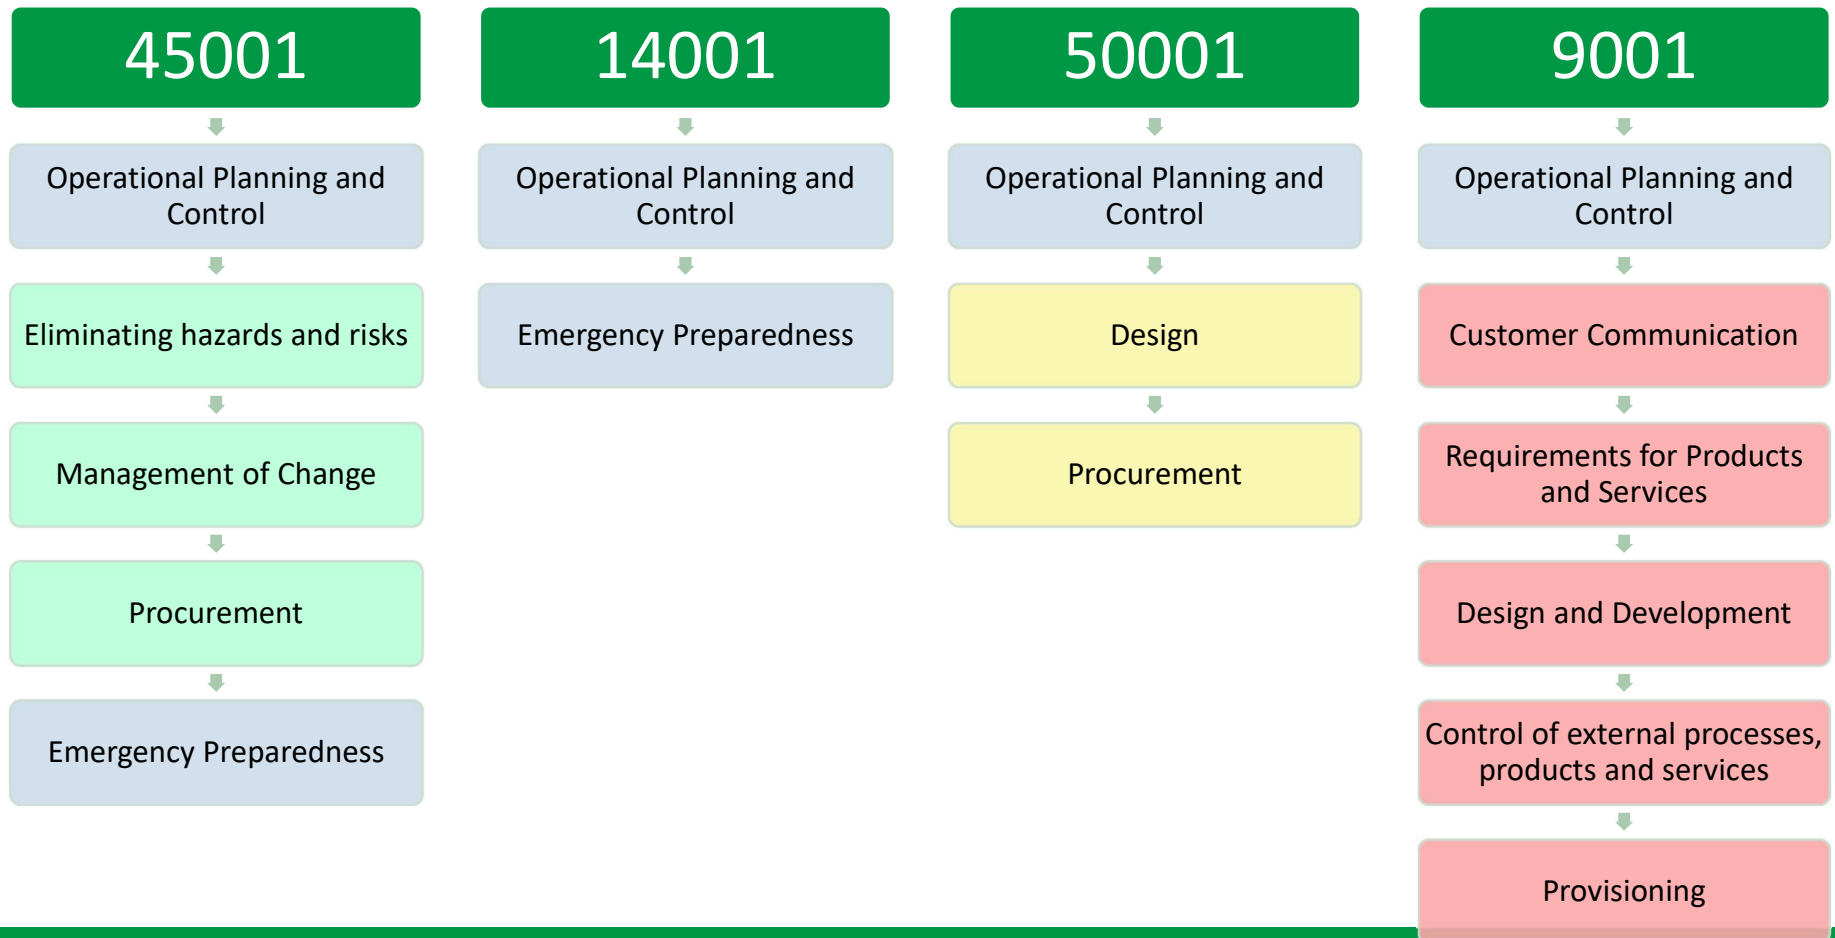 45001
Operational Planning and
Control
Eliminating hazards and risks
Management of Change
Procurement
Emergency Preparedness
14001
Operational Planning and
Control
Emergency Preparedness
50001
Operational Planning and
Control
Design
Procurement
9001
Operational Planning and
Control
Customer Communication
Requirements for Products
and Services
Design and Development
Control of external processes,
products and services
Provisioning